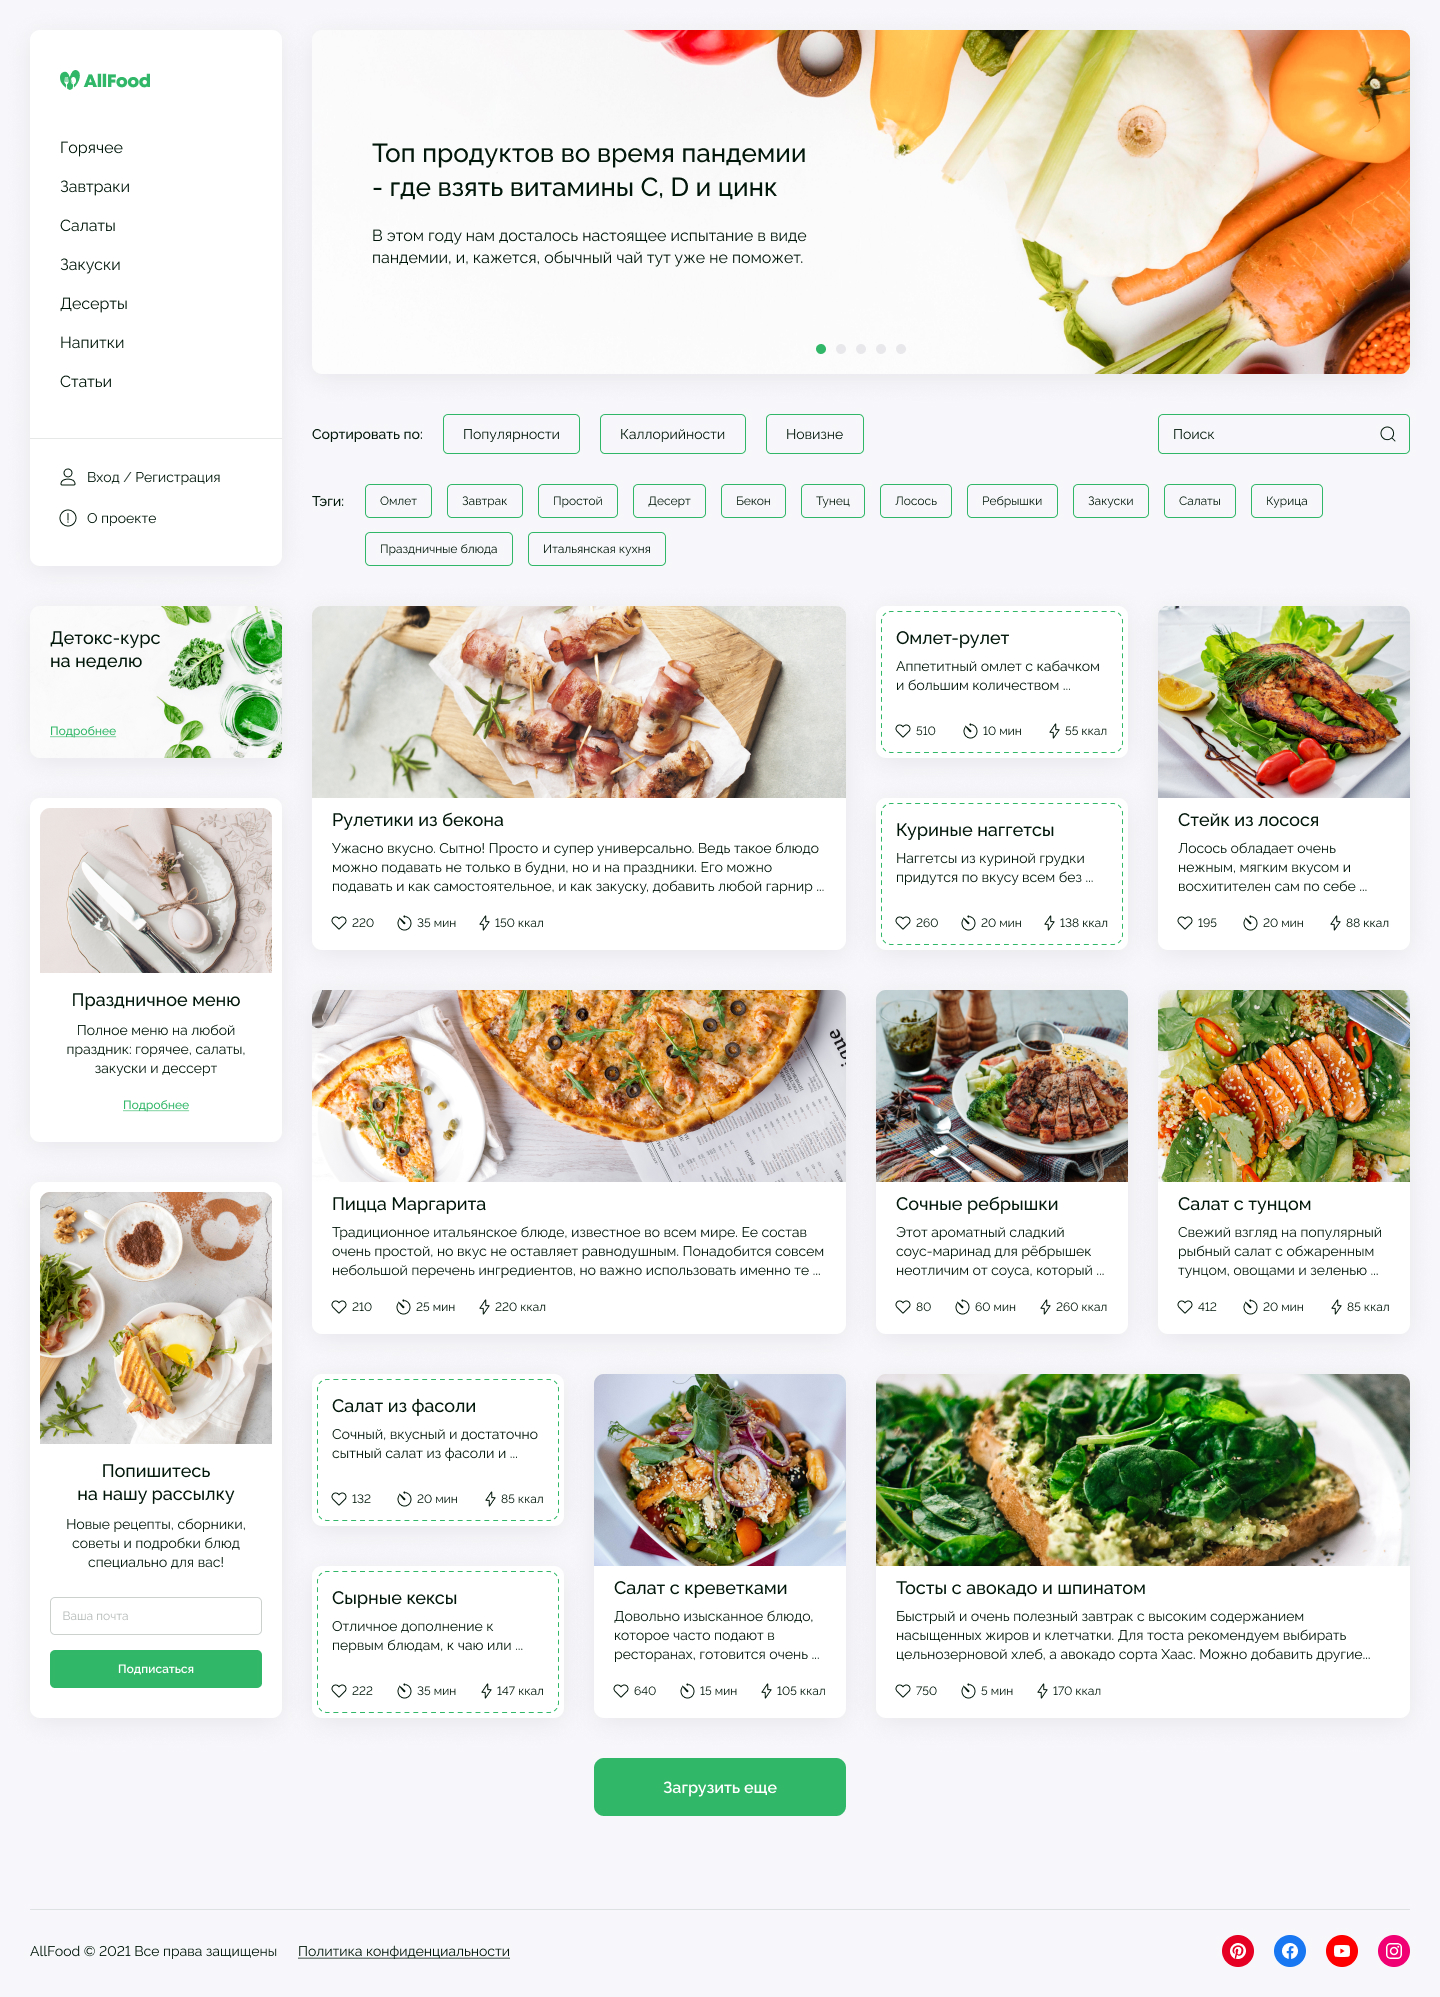 AllFood
Горячее
Завтраки
Салаты
Закуски
Десерты
Напитки
Статьи
Вход / Регистрация
О проекте
Топ продуктов во время пандемии
- где взять витамины C, D и цинк
В этом году нам досталось настоящее испытание в виде
пандемии, и, кажется, обычный чай тут уже не поможет.
Сортировать по:
Популярности
Каллорийности
Новизне
Поиск
Тэги:
Омлет
Завтрак
Простой
Десерт
Бекон
Тунец
Лосось
Ребрышки
Закуски
Салаты
Курица
Праздничные блюда
Итальянская кухня
Детокс-курс
на неделю
Подробнее
Праздничное меню
Полное меню на любой
праздник: горячее, салаты,
закуски и дессерт
Подробнее
Попишитесь
на нашу рассылку
Новые рецепты, сборники,
советы и подробки блюд
специально для вас!
Ваша почта
Подписаться
Рулетики из бекона
Ужасно вкусно. Сытно! Просто и супер универсально. Ведь такое блюдо
можно подавать не только в будни, но и на праздники. Его можно
подавать и как самостоятельное, и как закуску, добавить любой гарнир ...
220 35 мин 150 ккал
Омлет-рулет
Аппетитный омлет с кабачком
и большим количеством ...
510 10 мин 55 ккал
Куриные наггетсы
Наггетсы из куриной грудки
придутся по вкусу всем без ...
260 20 мин 138 ккал
Стейк из лосося
Лосось обладает очень
нежным, мягким вкусом и
восхитителен сам по себе ...
195 20 мин 88 ккал
Пицца Маргарита
Традиционное итальянское блюде, известное во всем мире. Ее состав
очень простой, но вкус не оставляет равнодушным. Понадобится совсем
небольшой перечень ингредиентов, но важно использовать именно те ...
210 25 мин 220 ккал
Сочные ребрышки
Этот ароматный сладкий
соус-маринад для рёбрышек
неотличим от соуса, который ...
80 60 мин 260 ккал
Салат с тунцом
Свежий взгляд на популярный
рыбный салат с обжаренным
тунцом, овощами и зеленью ...
412 20 мин 85 ккал
Салат из фасоли
Сочный, вкусный и достаточно
сытный салат из фасоли и ...
132 20 мин 85 ккал
Сырные кексы
Отличное дополнение к
первым блюдам, к чаю или ...
222 35 мин 147 ккал
Салат с креветками
Довольно изысканное блюдо,
которое часто подают в
ресторанах, готовится очень ...
640 15 мин 105 ккал
Тосты с авокадо и шпинатом
Быстрый и очень полезный завтрак с высоким содержанием
насыщенных жиров и клетчатки. Для тоста рекомендуем выбирать
цельнозерновой хлеб, а авокадо сорта Хаас. Можно добавить другие...
750 5 мин 170 ккал
Загрузить еще
AllFood © 2021 Все права защищены
Политика конфиденциальности